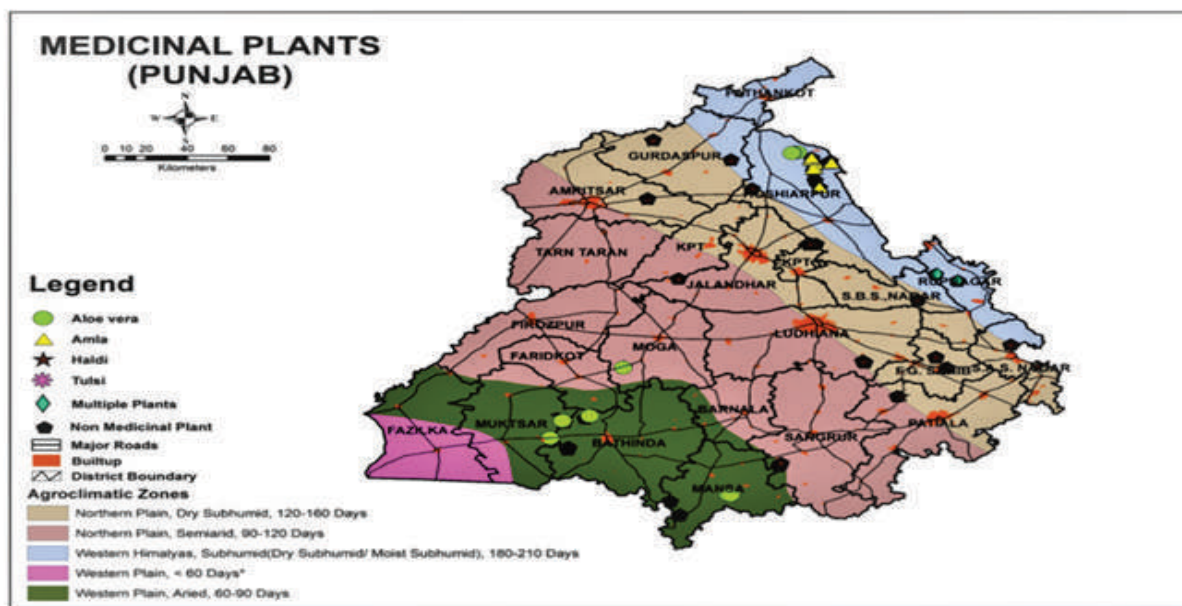 MEDICINAL PLANTS
(PUNJAB)
N
W E
S
0 10 20 40 60 80
Kilometers
PATHANKOT
GURDASPUR
HOSHIARPUR
AMRITSAR
TARN TARAN
KPT
KPT
JALANDHAR
RUPNAGAR
S.B.S.,NAGAR
FIROZPUR
LUDHIANA
MOGA
FARIDKOT
F.G. SAHIB
S.A.S. NAGAR
BARNALA
PATIALA
MUKTSAR
FAZILKA
BATHINDA
SANGRUR
MANSA
Legend
Aloe vera
Amla
Haldi
Tulsi
Multiple Plants
Non Medicinal Plant
Major Roads
Builtup
District Boundary
Agroclimatic Zones
Northern Plain, Dry Subhumid, 120-160 Days
Northern Plain, Semiarid, 90-120 Days
Western Himalyas, Subhumid(Dry Subhumid/ Moist Subhumid), 180-210 Days
Western Plain, < 60 Days*
Western Plain, Aried, 60-90 Days